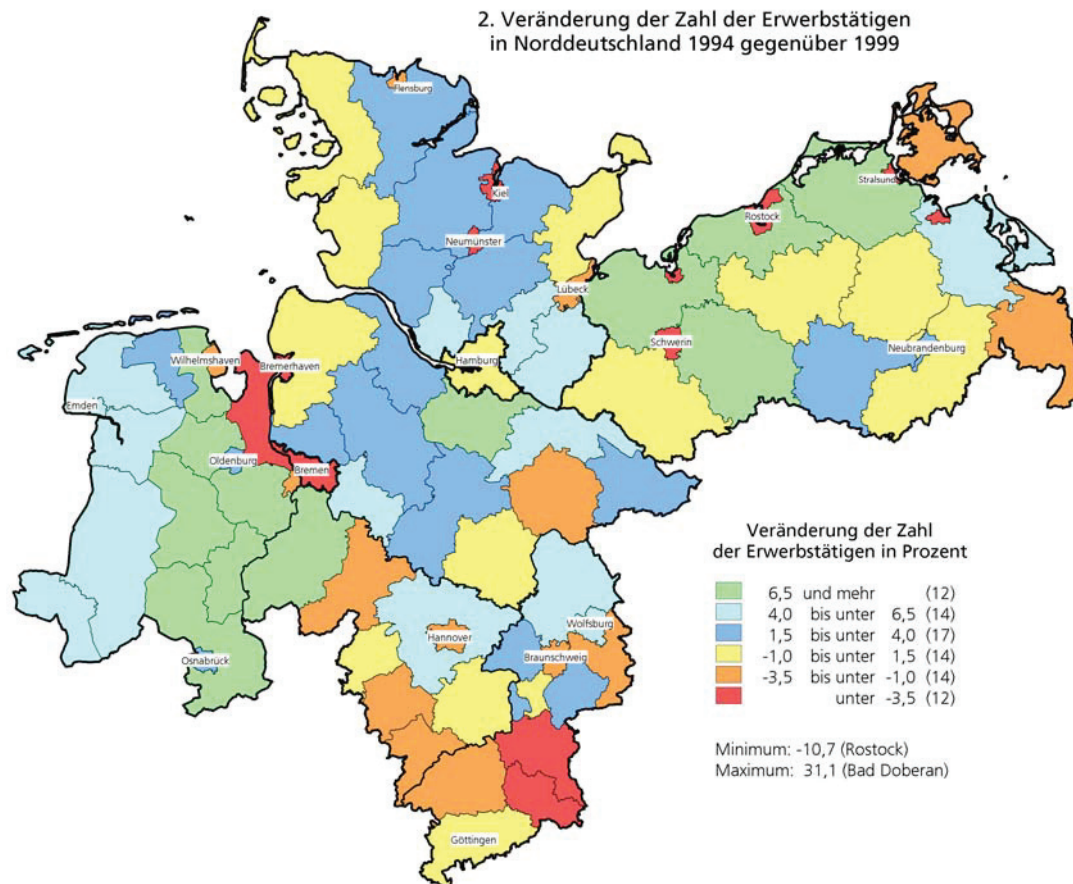 2. Veränderung der Zahl der Erwerbstätigen
in Norddeutschland 1994 gegenüber 1999
Flensburg
Kiel
Stralsund
Rostock
Neumünster
Lübeck
Schwerin
Wilhelmshaven
Bremerhaven
Hamburg
Neubrandenburg
Emden
Oldenburg
Bremen
Hannover
Wolfsburg
Braunschweig
Osnabrück
Göttingen
Veränderung der Zahl
der Erwerbstätigen in Prozent
6,5 und mehr (12)
4,0 bis unter 6,5 (14)
1,5 bis unter 4,0 (17)
-1,0 bis unter 1,5 (14)
-3,5 bis unter -1,0 (14)
unter -3,5 (12)
Minimum: -10,7 (Rostock)
Maximum: 31,1 (Bad Doberan)